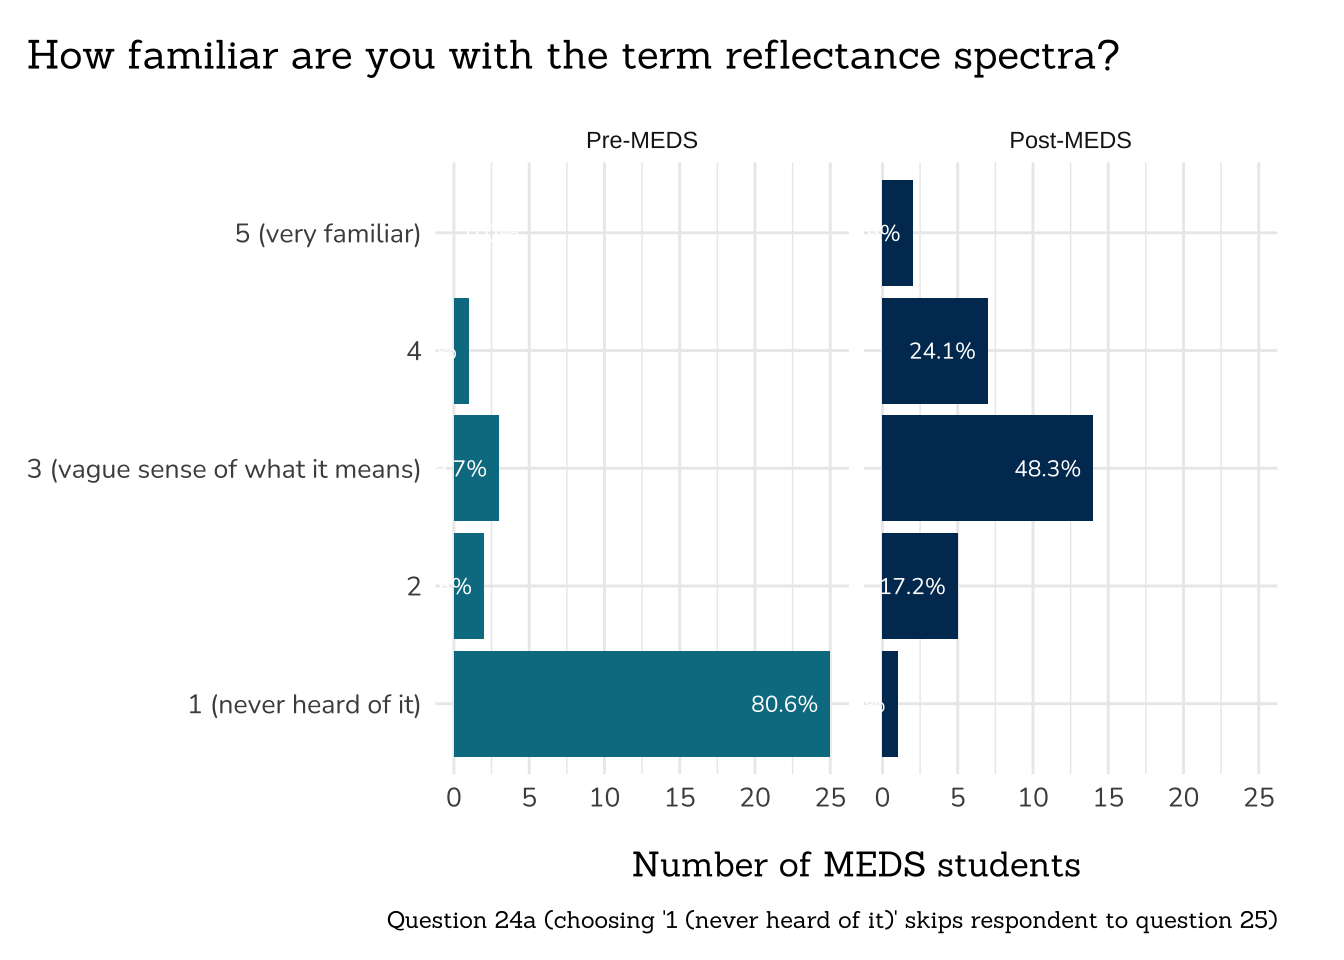 How familiar are you with the term reflectance spectra?
Pre-MEDS Post-MEDS
5 (very familiar) %
4 % 24.1%
3 (vague sense of what it means) 7% 48.3%
2 % 17.2%
1 (never heard of it) 80.6%
0 5 10 15 20 25 0 5 10 15 20 25
Number of MEDS students
Question 24a (choosing '1 (never heard of it)' skips respondent to question 25)